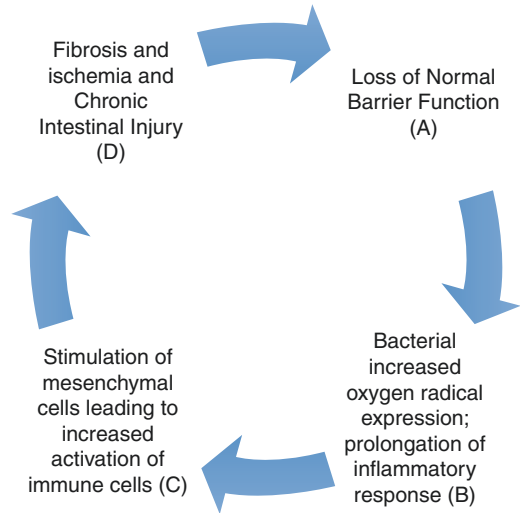 Fibrosis and
ischemia and
Chronic
Intestinal Injury
(D)
Loss of Normal
Barrier Function
(A)
Bacterial
increased
oxygen radical
expression;
prolongation of
inflammatory
response (B)
Stimulation of
mesenchymal
cells leading to
increased
activation of
immune cells (C)